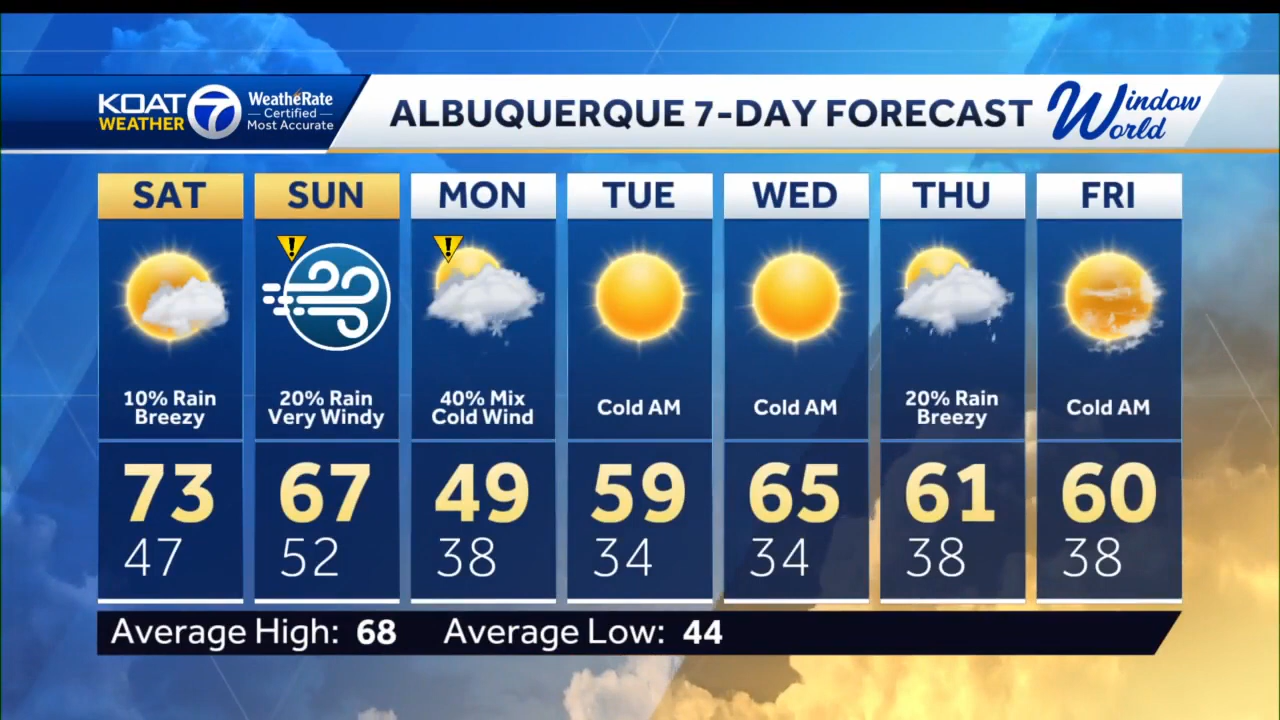 KOAT
WEATHER
7
WeatheRate
Certified
Most Accurate
ALBUQUERQUE 7-DAY FORECAST
Window
World
SAT
SUN
MON
TUE
WED
THU
FRI
!
!
10% Rain
Breezy
20% Rain
Very Windy
40% Mix
Cold Wind
Cold AM
Cold AM
20% Rain
Breezy
Cold AM
73
67
49
59
65
61
60
47
52
38
34
34
38
38
Average High: 68 Average Low: 44